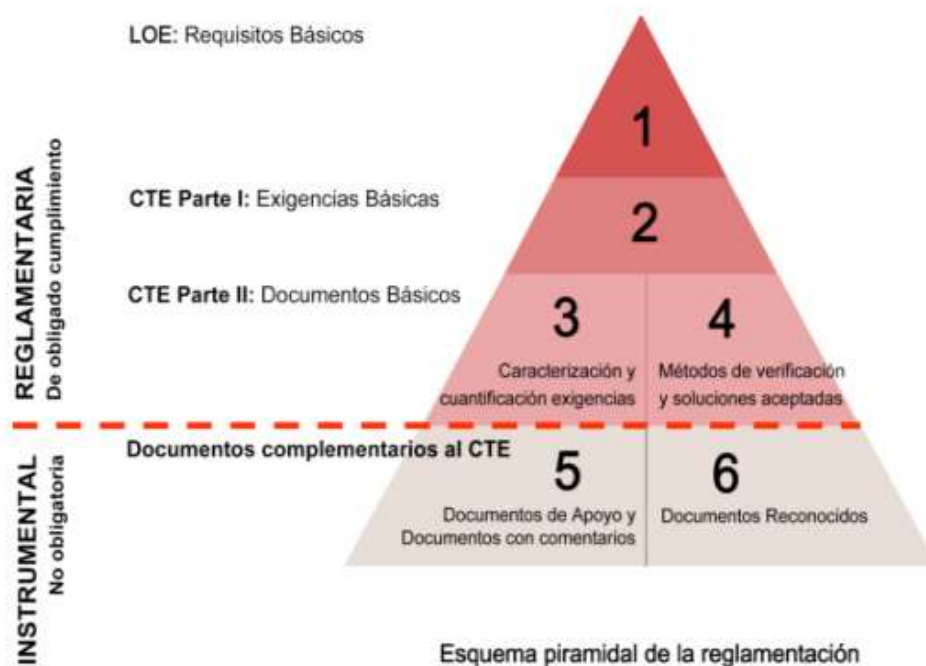 LOE: Requisitos Básicos
1
REGLAMENTARIA
De obligado cumplimiento
CTE Parte I: Exigencias Básicas
2
CTE Parte II: Documentos Básicos
3
Caracterización y
cuantificación exigencias
4
Métodos de verificación
y soluciones aceptadas
INSTRUMENTAL
No obligatoria
Documentos complementarios al CTE
5
Documentos de Apoyo y
Documentos con comentarios
6
Documentos Reconocidos
Esquema piramidal de la reglamentación